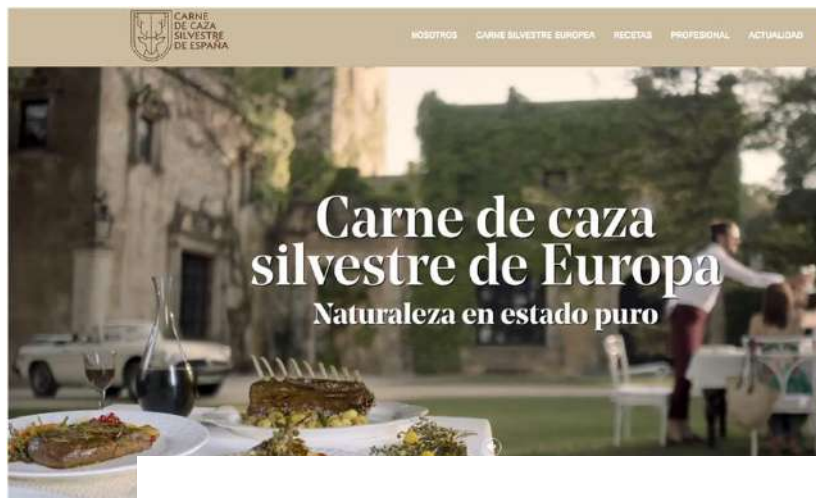 CARNE
DE CAZA
SILVESTRE
DE ESPAÑA
NOSOTROS CARNE SILVESTRE EUROPEA RECETAS PROFESIONAL ACTUALIDAD
Carne de caza
silvestre de Europa
Naturaleza en estado puro